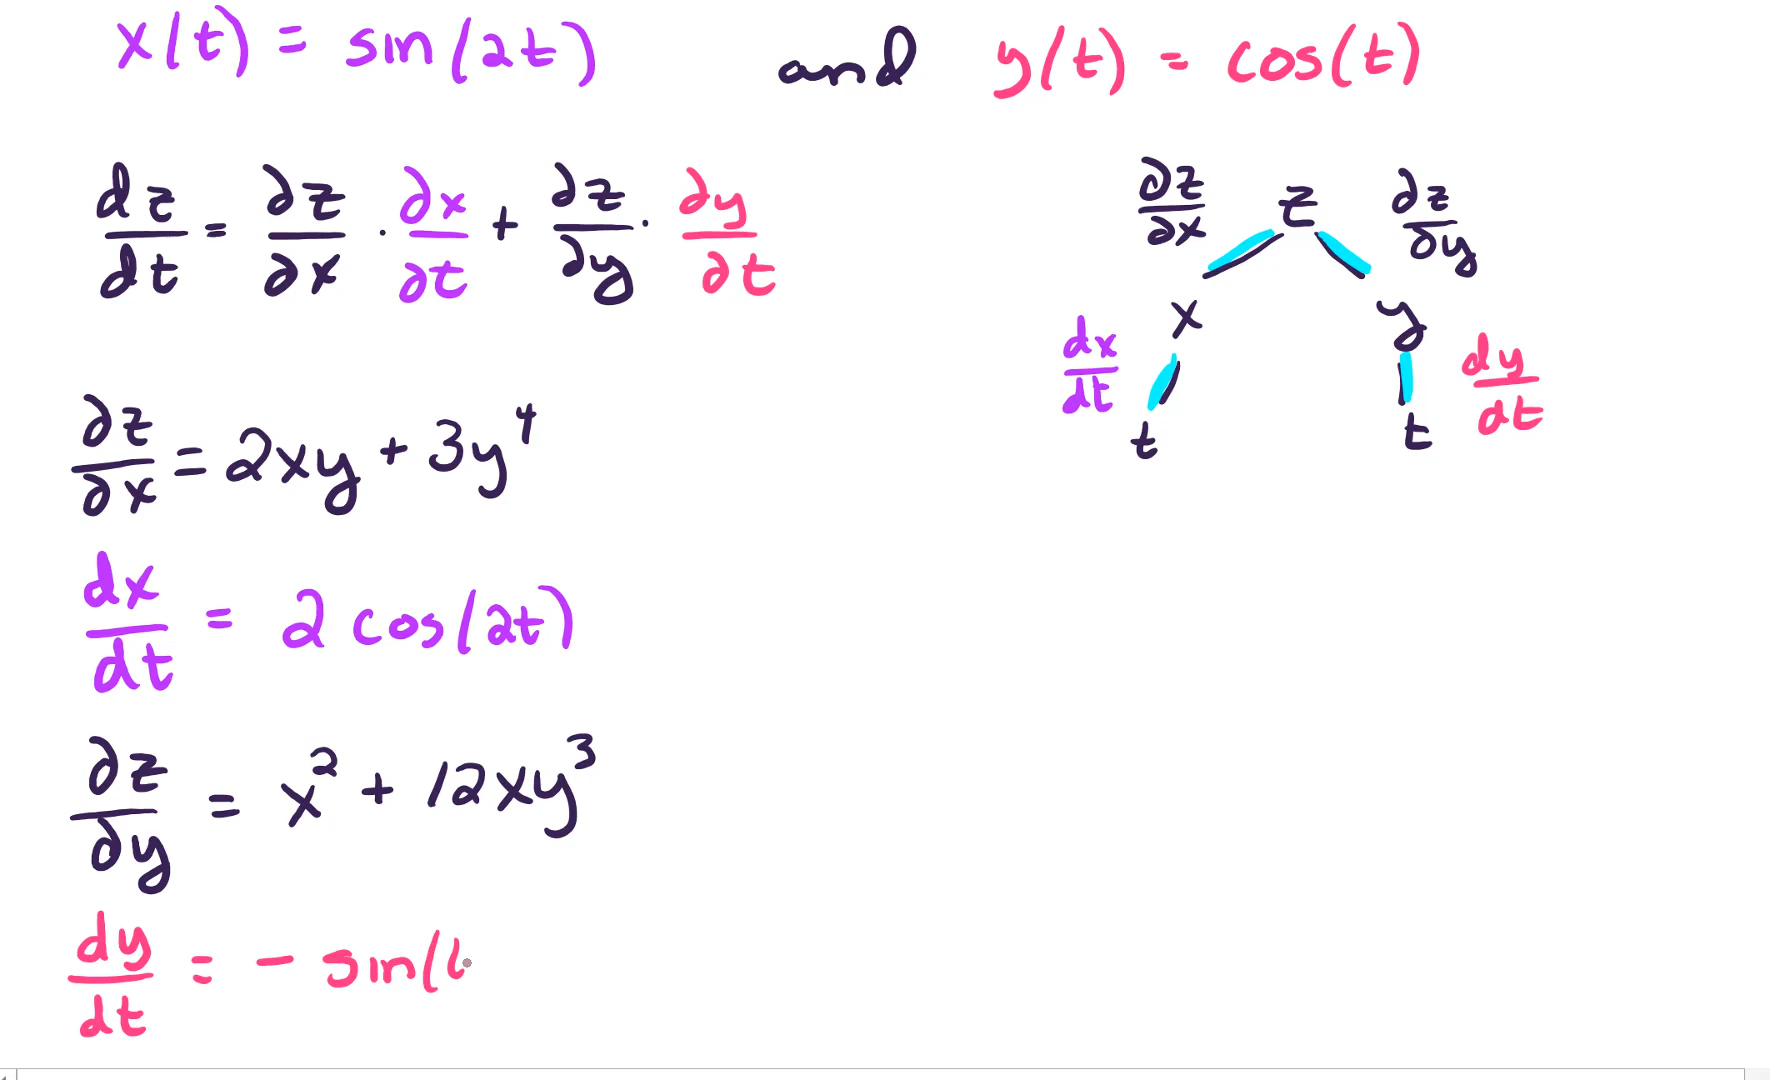 x(t) = sin(2t) and y(t) = cos(t)
dz/dt = ∂z/∂x · ∂x/∂t + ∂z/∂y · ∂y/∂t
∂z/∂x z ∂z/∂y
x y
dx/dt dy/dt
t t
∂z/∂x = 2xy + 3y⁴
dx/dt = 2 cos(2t)
∂z/∂y = x² + 12xy³
dy/dt = - sin(t